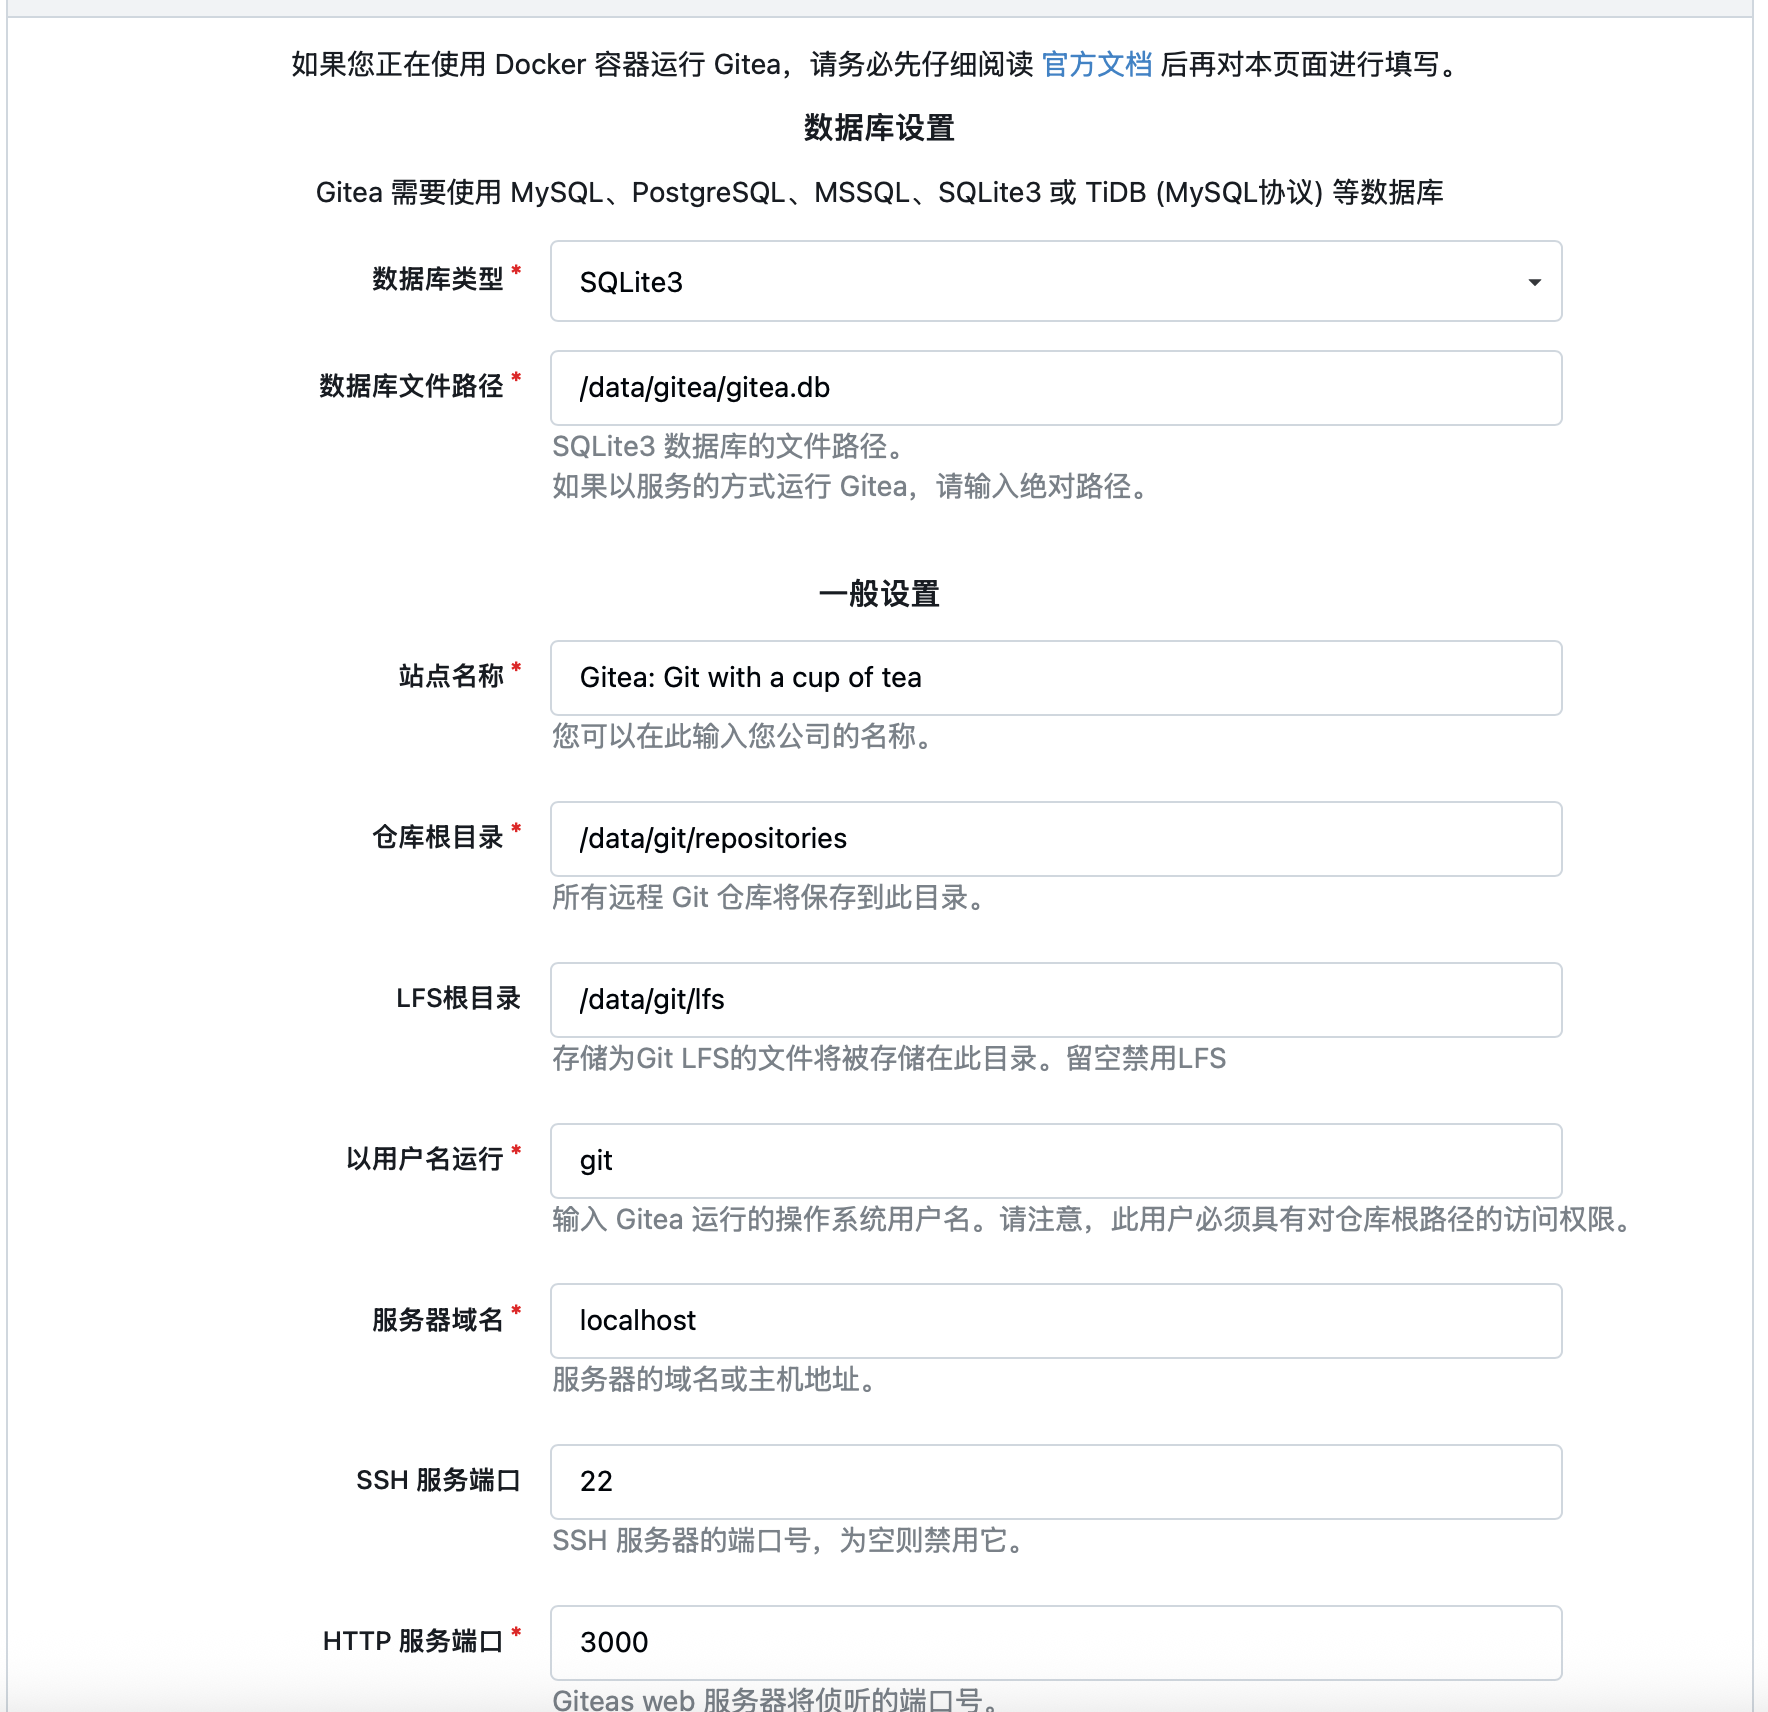 如果您正在使用 Docker 容器运行 Gitea，请务必先仔细阅读 官方文档 后再对本页面进行填写。
数据库设置
Gitea 需要使用 MySQL、PostgreSQL、MSSQL、SQLite3 或 TiDB (MySQL协议) 等数据库
数据库类型 * SQLite3
数据库文件路径 * /data/gitea/gitea.db
SQLite3 数据库的文件路径。
如果以服务的方式运行 Gitea，请输入绝对路径。
一般设置
站点名称 * Gitea: Git with a cup of tea
您可以在此输入您公司的名称。
仓库根目录 * /data/git/repositories
所有远程 Git 仓库将保存到此目录。
LFS根目录 /data/git/lfs
存储为Git LFS的文件将被存储在此目录。留空禁用LFS
以用户名运行 * git
输入 Gitea 运行的操作系统用户名。请注意，此用户必须具有对仓库根路径的访问权限。
服务器域名 * localhost
服务器的域名或主机地址。
SSH 服务端口 22
SSH 服务器的端口号，为空则禁用它。
HTTP 服务端口 * 3000
Giteas web 服务器将侦听的端口号。